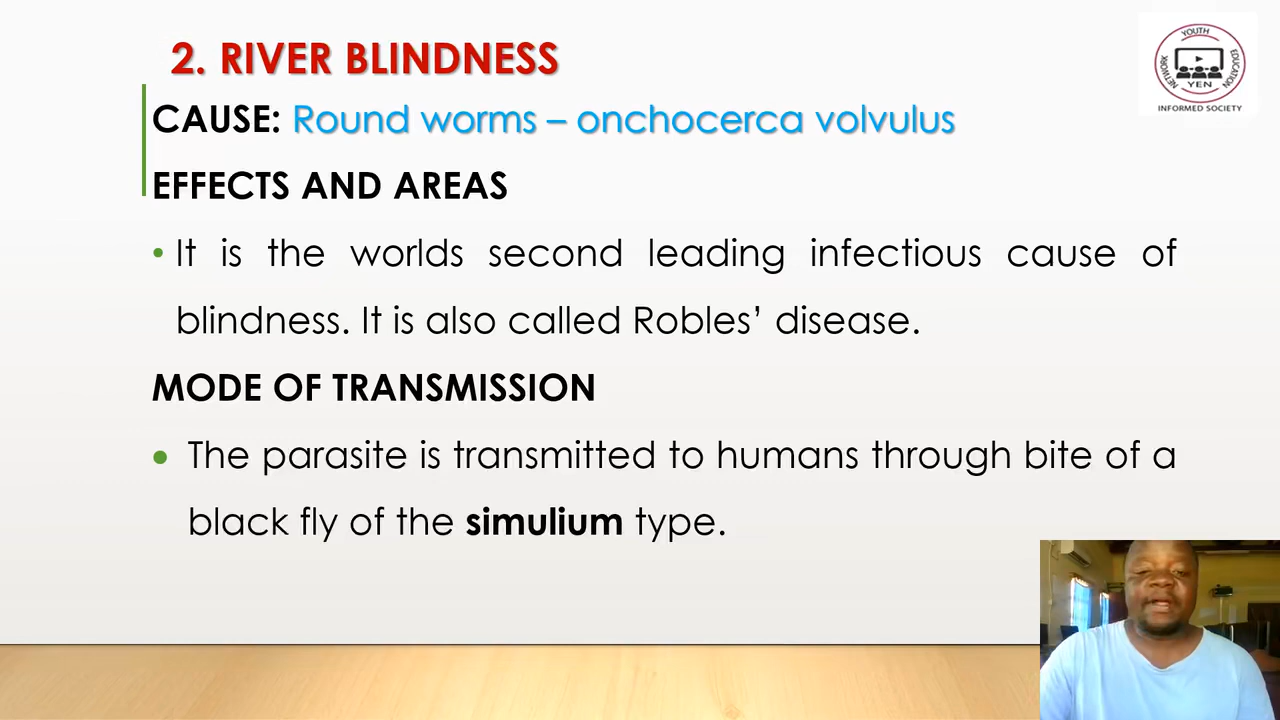 2. RIVER BLINDNESS
CAUSE: Round worms – onchocerca volvulus
EFFECTS AND AREAS
• It is the worlds second leading infectious cause of
blindness. It is also called Robles’ disease.
MODE OF TRANSMISSION
• The parasite is transmitted to humans through bite of a
black fly of the simulium type.
YOUTH
EDUCATION
NETWORK
YEN
INFORMED SOCIETY